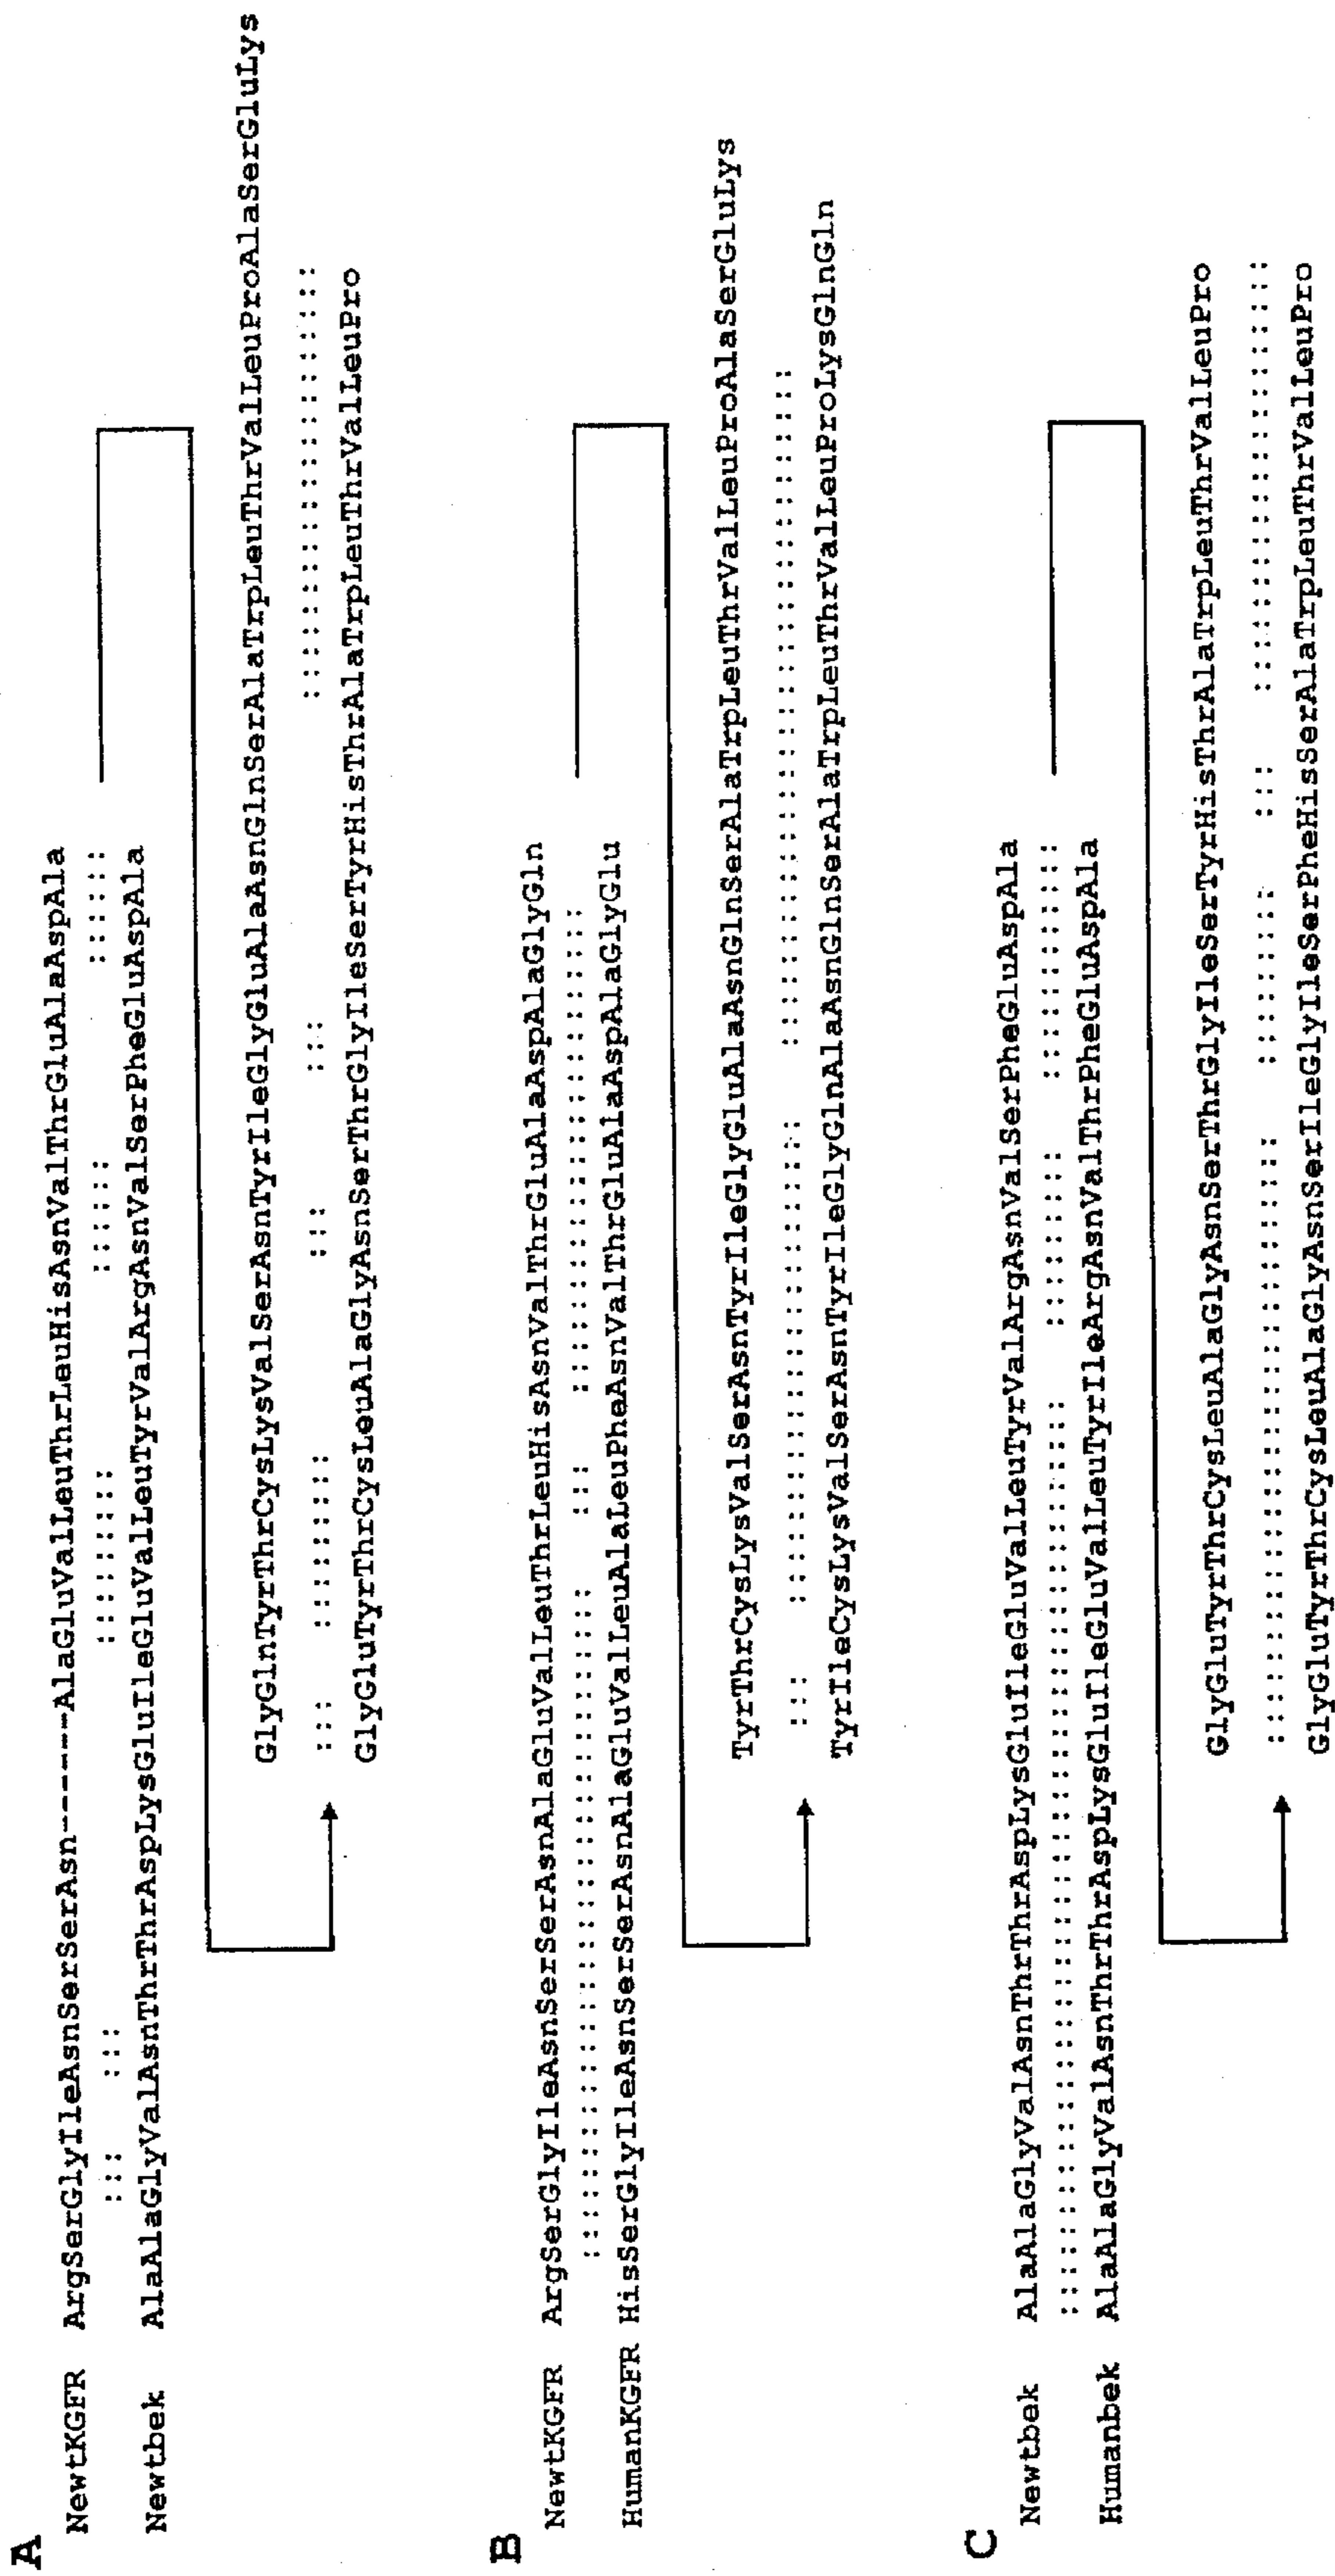 A
NewtKGFR ArgSerGlyIleAsnSerSerAsn------AlaGluValLeuThrLeuHisAsnValThrGluAlaAspAla
::: ::: ::::::::: :::::: ::::::
Newtbek AlaAlaGlyValAsnThrThrAspLysGluIleGluValLeuTyrValArgAsnValSerPheGluAspAla
GlyGlnTyrThrCysLysValSerAsnTyrIleGlyGluAlaAsnGlnSerAlaTrpLeuThrValLeuProAlaSerGluLys
::: ::::::::: ::: ::: :::::::::::::::::::::
GlyGluTyrThrCysLeuAlaGlyAsnSerThrGlyIleSerTyrHisThrAlaTrpLeuThrValLeuPro
B
NewtKGFR ArgSerGlyIleAsnSerSerAsnAlaGluValLeuThrLeuHisAsnValThrGluAlaAspAlaGlyGln
::::::::::::::::::::::::::::::::: ::: ::::::::::::::::::::::::
HumanKGFR HisSerGlyIleAsnSerSerAsnAlaGluValLeuAlaLeuPheAsnValThrGluAlaAspAlaGlyGlu
TyrThrCysLysValSerAsnTyrIleGlyGluAlaAsnGlnSerAlaTrpLeuThrValLeuProAlaSerGluLys
::: :::::::::::::::::::::::: :::::::::::::::::::::::::::::::::
TyrIleCysLysValSerAsnTyrIleGlyGlnAlaAsnGlnSerAlaTrpLeuThrValLeuProLysGlnGln
C
Newtbek AlaAlaGlyValAsnThrThrAspLysGluIleGluValLeuTyrValArgAsnValSerPheGluAspAla
::::::::::::::::::::::::::::::::::::::::::::: ::::::::: ::::::::::::
Humanbek AlaAlaGlyValAsnThrThrAspLysGluIleGluValLeuTyrIleArgAsnValThrPheGluAspAla
GlyGluTyrThrCysLeuAlaGlyAsnSerThrGlyIleSerTyrHisThrAlaTrpLeuThrValLeuPro
:::::::::::::::::::::::::::::: ::::::::: ::: :::::::::::::::::::::
GlyGluTyrThrCysLeuAlaGlyAsnSerIleGlyIleSerPheHisSerAlaTrpLeuThrValLeuPro